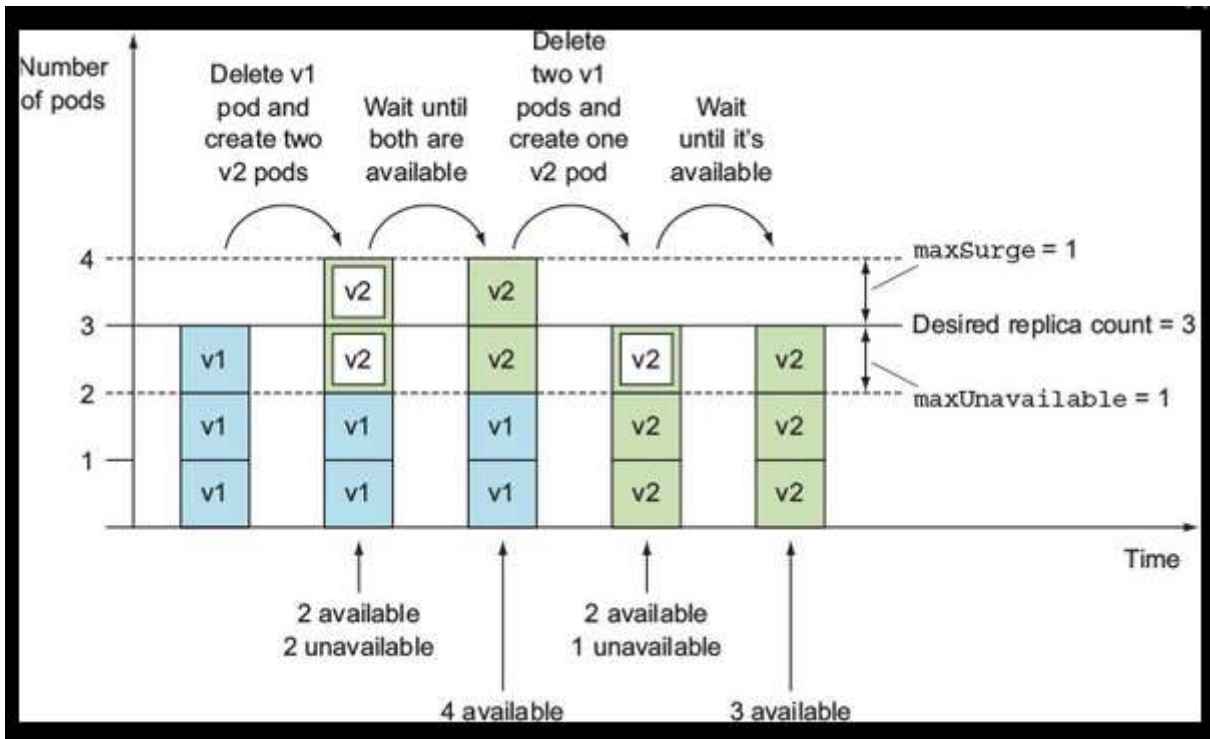 Number
of pods
Delete v1
pod and
create two
v2 pods
Wait until
both are
available
Delete
two v1
pods and
create one
v2 pod
Wait
until it's
available
4
3
2
1
v1
v1
v1
v2
v2
v1
v1
v2
v2
v1
v1
v2
v2
v2
v2
v2
v2
maxSurge = 1
Desired replica count = 3
maxUnavailable = 1
Time
2 available
2 unavailable
4 available
2 available
1 unavailable
3 available